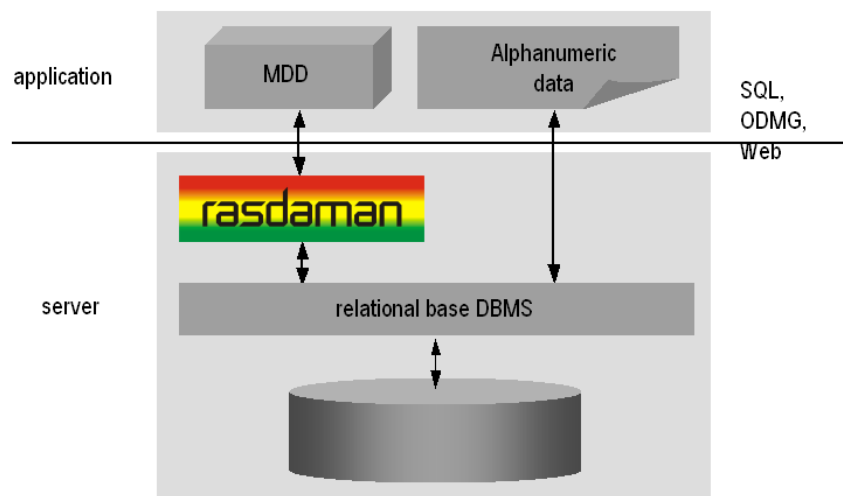 application
MDD
Alphanumeric
data
SQL,
ODMG,
Web
rasdaman
server
relational base DBMS